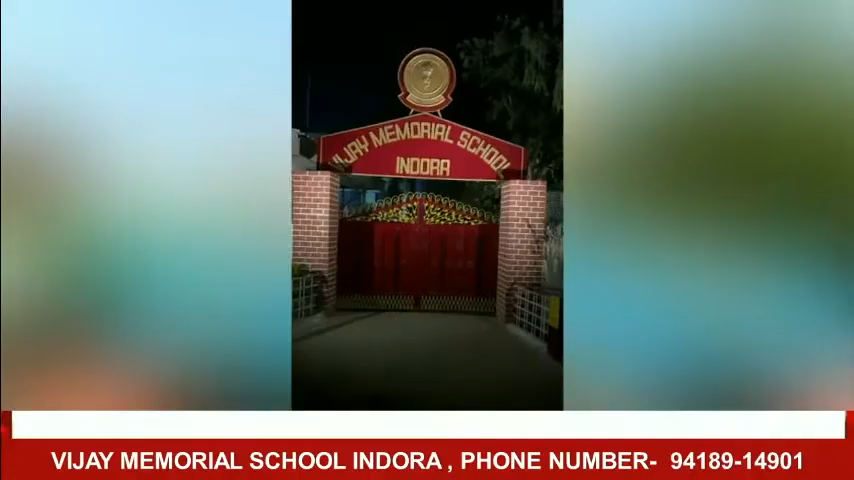 VIJAY MEMORIAL SCHOOL
INDORA
VIJAY MEMORIAL SCHOOL INDORA , PHONE NUMBER- 94189-14901